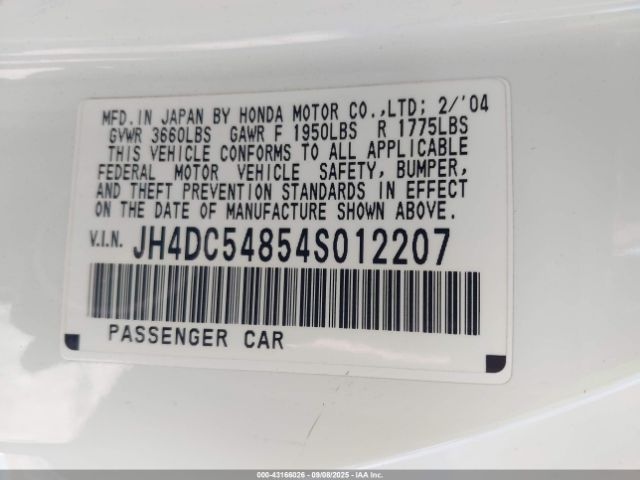 MFD. IN JAPAN BY HONDA MOTOR CO.,LTD; 2/'04
GVWR 3660LBS GAWR F 1950LBS R 1775LBS
THIS VEHICLE CONFORMS TO ALL APPLICABLE
FEDERAL MOTOR VEHICLE SAFETY, BUMPER,
AND THEFT PREVENTION STANDARDS IN EFFECT
ON THE DATE OF MANUFACTURE SHOWN ABOVE.
V.I.N. JH4DC54854S012207
PASSENGER CAR
000-43166026 - 09/08/2025 - IAA Inc.